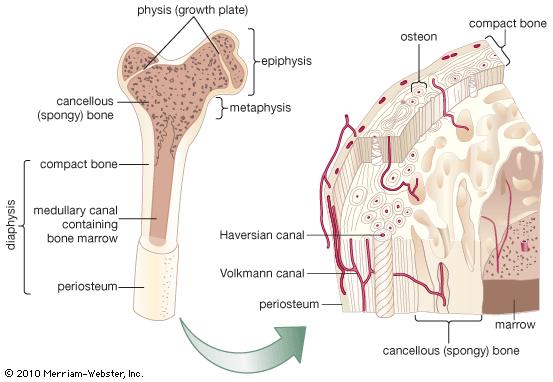 physis (growth plate)
epiphysis
cancellous
(spongy) bone
metaphysis
compact bone
diaphysis
medullary canal
containing
bone marrow
periosteum
compact bone
osteon
Haversian canal
Volkmann canal
periosteum
marrow
cancellous (spongy) bone
© 2010 Merriam-Webster, Inc.